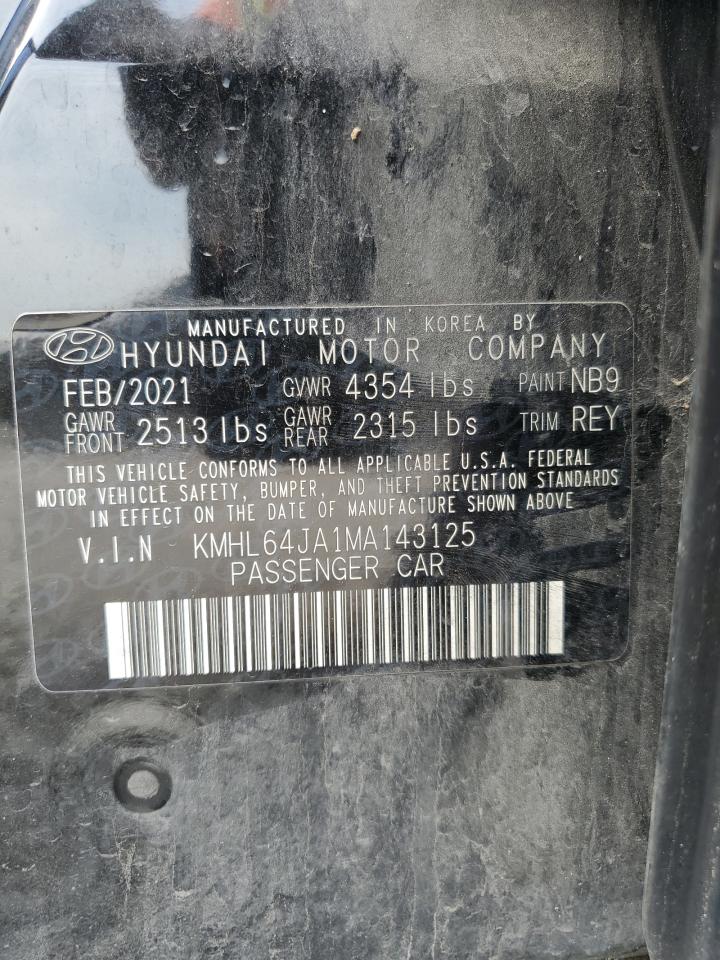 MANUFACTURED IN KOREA BY
HYUNDAI MOTOR COMPANY
FEB/2021 GVWR 4354 lbs PAINT NB9
GAWR FRONT 2513 lbs GAWR REAR 2315 lbs TRIM REY
THIS VEHICLE CONFORMS TO ALL APPLICABLE U.S.A. FEDERAL
MOTOR VEHICLE SAFETY, BUMPER, AND THEFT PREVENTION STANDARDS
IN EFFECT ON THE DATE OF MANUFACTURE SHOWN ABOVE
V.I.N KMHL64JA1MA143125
PASSENGER CAR